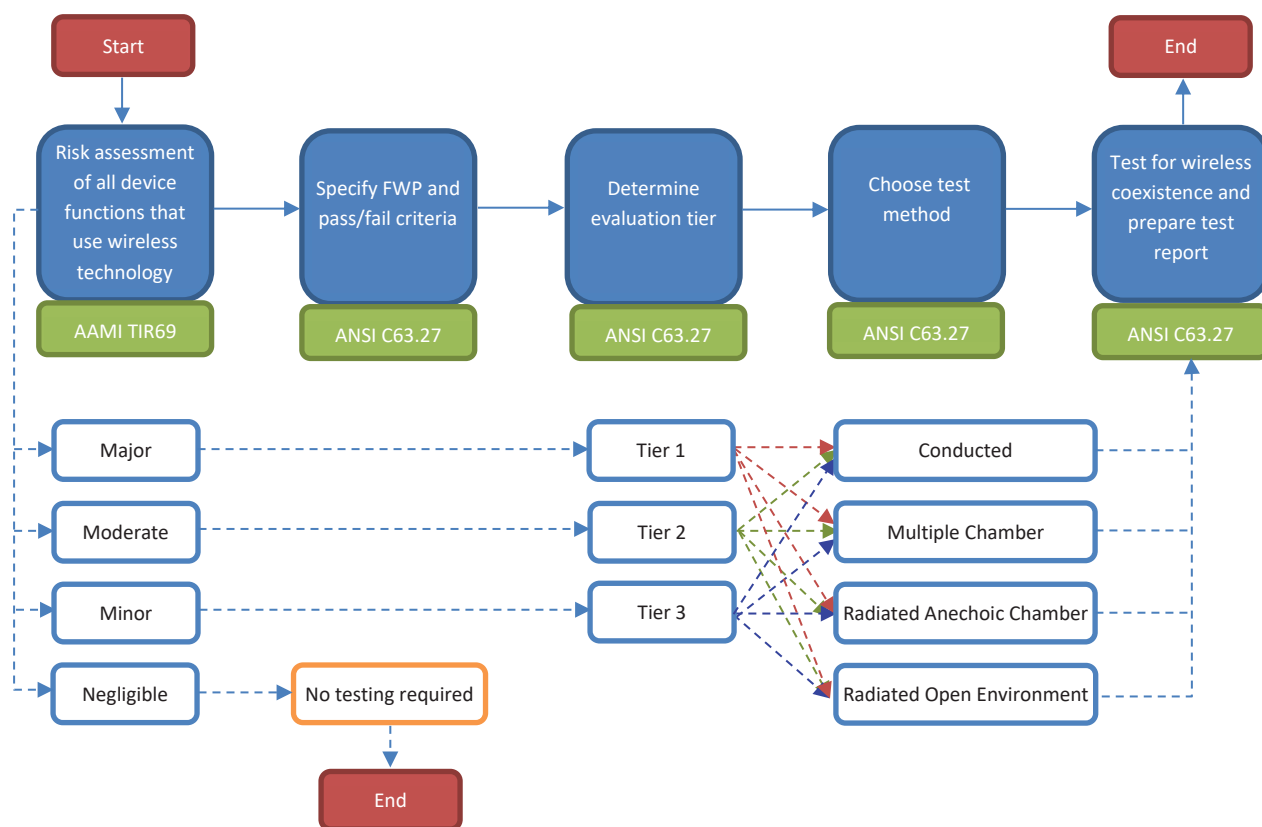 Start
End
Risk assessment
of all device
functions that
use wireless
technology
Specify FWP and
pass/fail criteria
Determine
evaluation tier
Choose test
method
Test for wireless
coexistence and
prepare test
report
AAMI TIR69
ANSI C63.27
ANSI C63.27
ANSI C63.27
ANSI C63.27
Major
Tier 1
Conducted
Moderate
Tier 2
Multiple Chamber
Minor
Tier 3
Radiated Anechoic Chamber
Negligible
No testing required
Radiated Open Environment
End